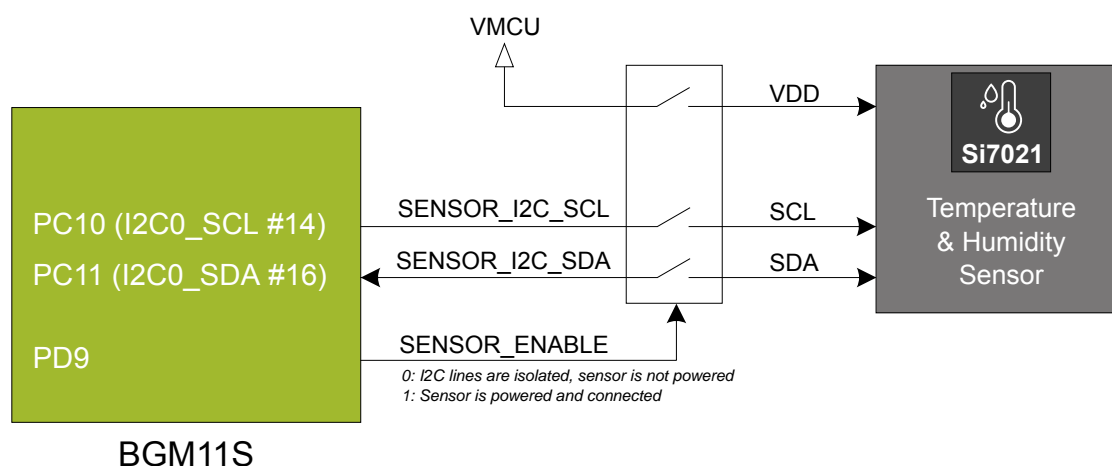 VMCU
VDD
Si7021
PC10 (I2C0_SCL #14)
SENSOR_I2C_SCL
SCL
Temperature
& Humidity
Sensor
PC11 (I2C0_SDA #16)
SENSOR_I2C_SDA
SDA
PD9
SENSOR_ENABLE
0: I2C lines are isolated, sensor is not powered
1: Sensor is powered and connected
BGM11S